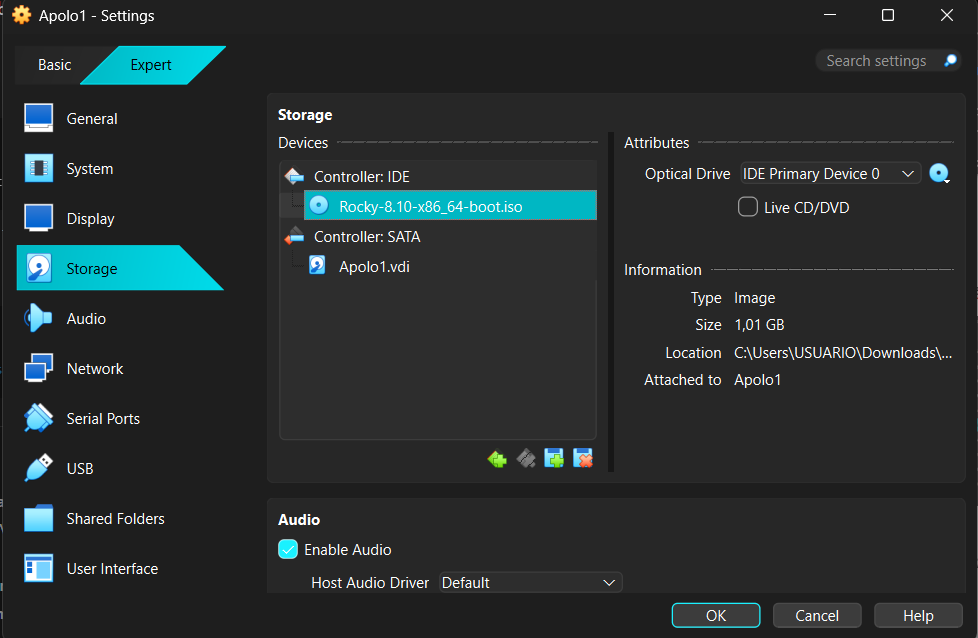 Apolo1 - Settings
Basic
Expert
Search settings
General
System
Display
Storage
Audio
Network
Serial Ports
USB
Shared Folders
User Interface
Storage
Devices
Controller: IDE
Rocky-8.10-x86_64-boot.iso
Controller: SATA
Apolo1.vdi
Attributes
Optical Drive IDE Primary Device 0
Live CD/DVD
Information
Type Image
Size 1,01 GB
Location C:\Users\USUARIO\Downloads\...
Attached to Apolo1
Audio
Enable Audio
Host Audio Driver Default
OK
Cancel
Help